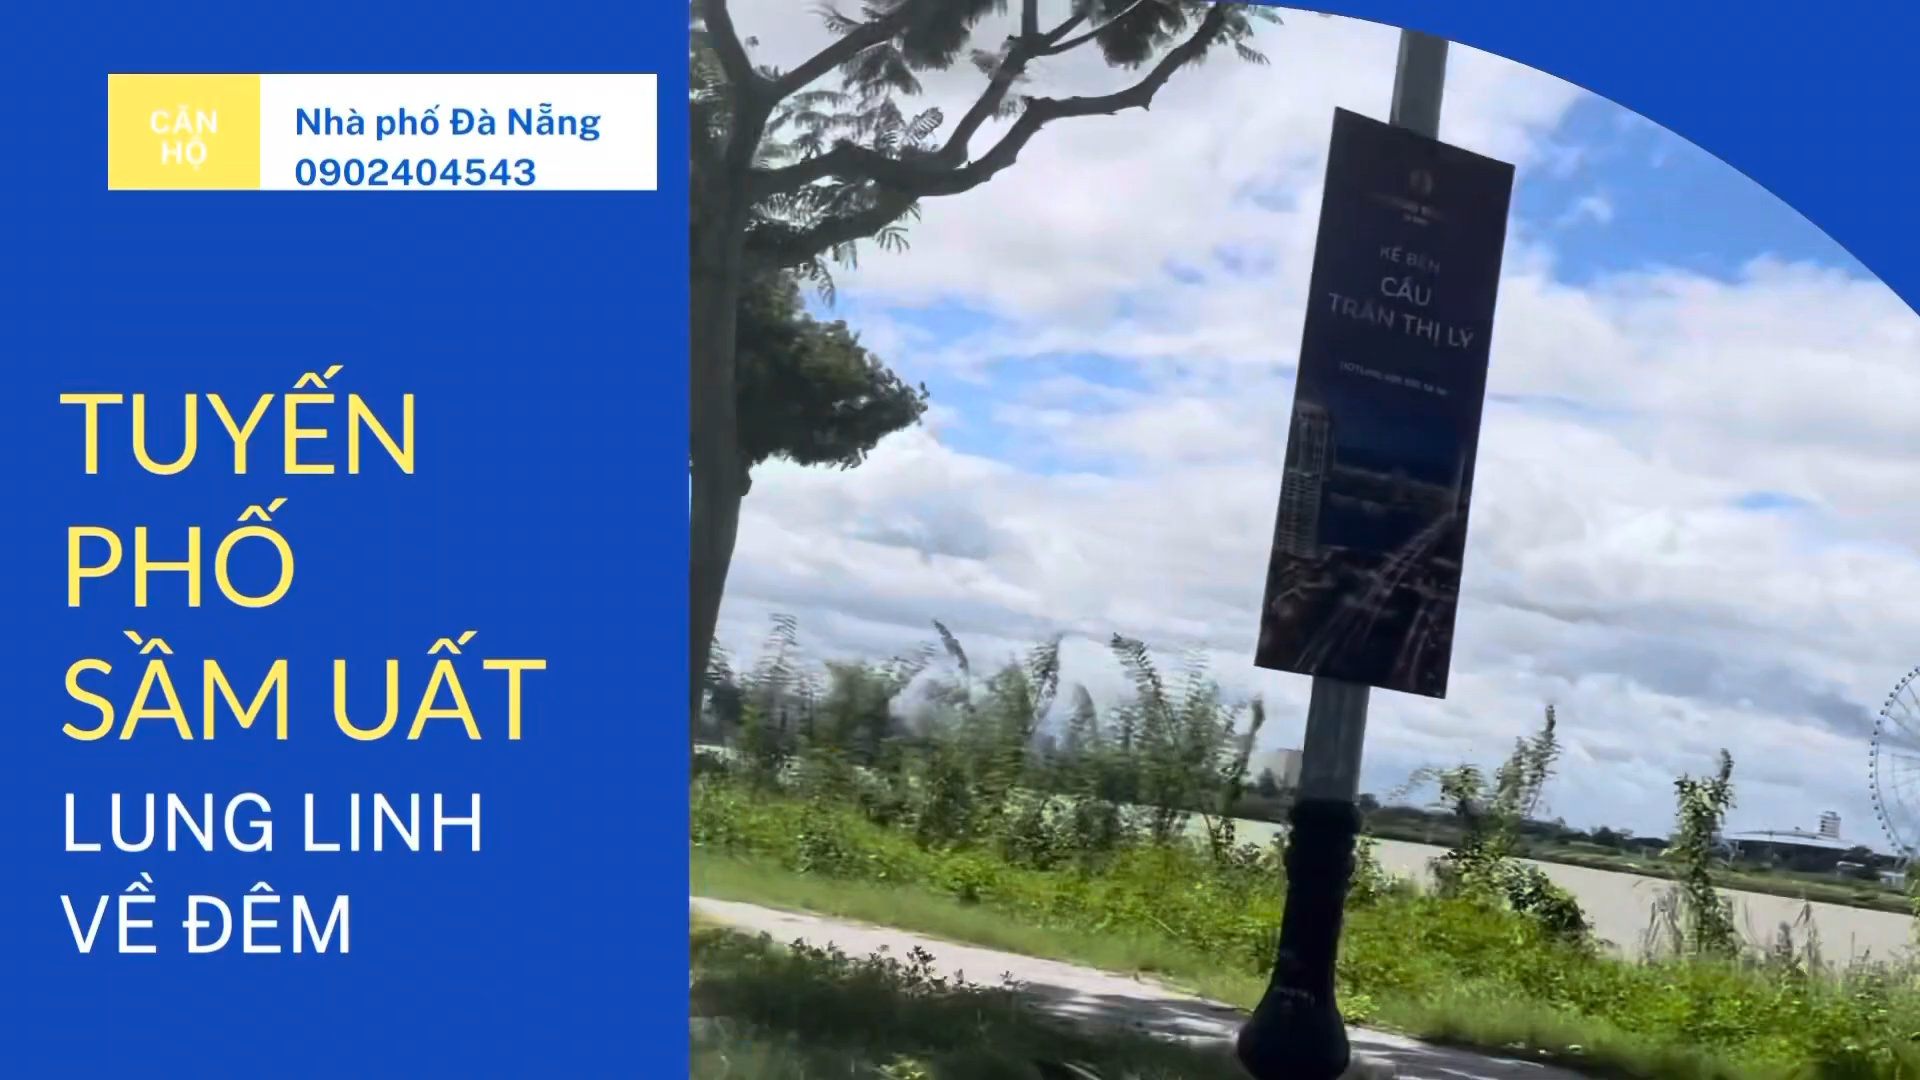 CĂN
HỘ
Nhà phố Đà Nẵng
0902404543
TUYẾN
PHỐ
SẦM UẤT
LUNG LINH
VỀ ĐÊM
KẾ BÊN
CẦU
TRẦN THỊ LÝ